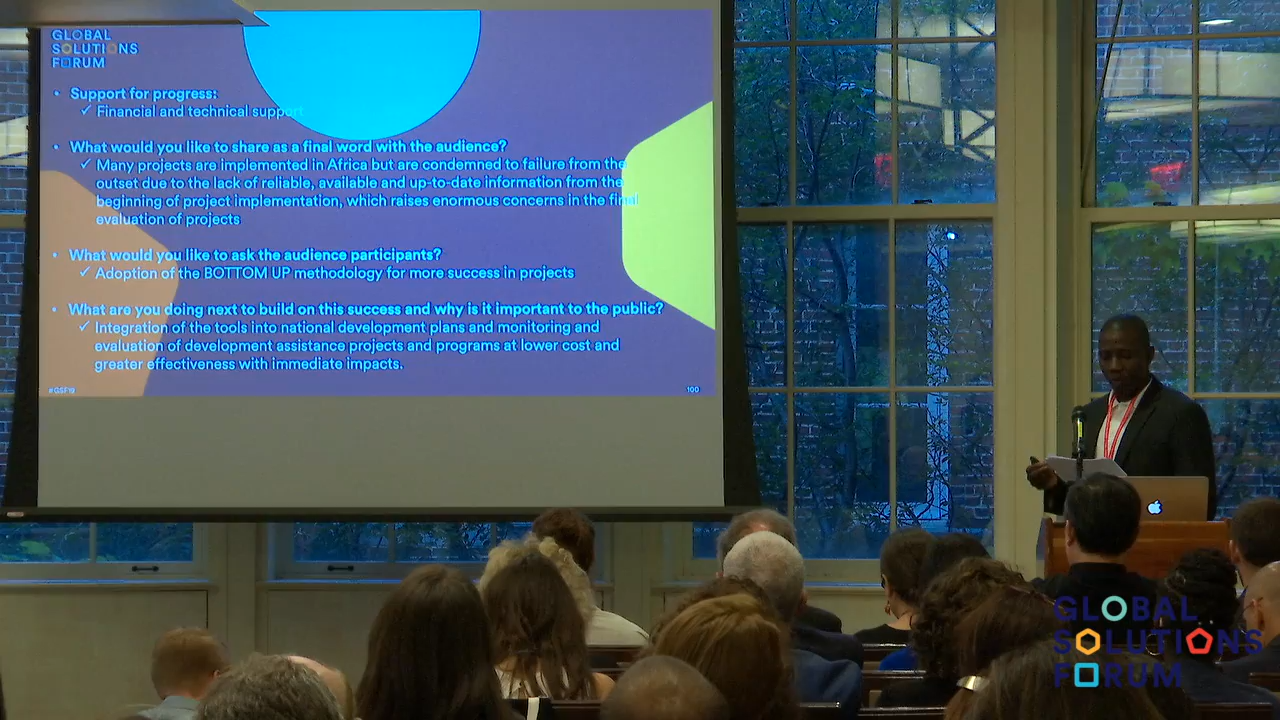 GLOBAL
SOLUTIONS
FORUM
• Support for progress:
✓ Financial and technical support
• What would you like to share as a final word with the audience?
✓ Many projects are implemented in Africa but are condemned to failure from the
outset due to the lack of reliable, available and up-to-date information from the
beginning of project implementation, which raises enormous concerns in the final
evaluation of projects
• What would you like to ask the audience participants?
✓ Adoption of the BOTTOM UP methodology for more success in projects
• What are you doing next to build on this success and why is it important to the public?
✓ Integration of the tools into national development plans and monitoring and
evaluation of development assistance projects and programs at lower cost and
greater effectiveness with immediate impacts.
#GSF19
100
GLOBAL
SOLUTIONS
FORUM